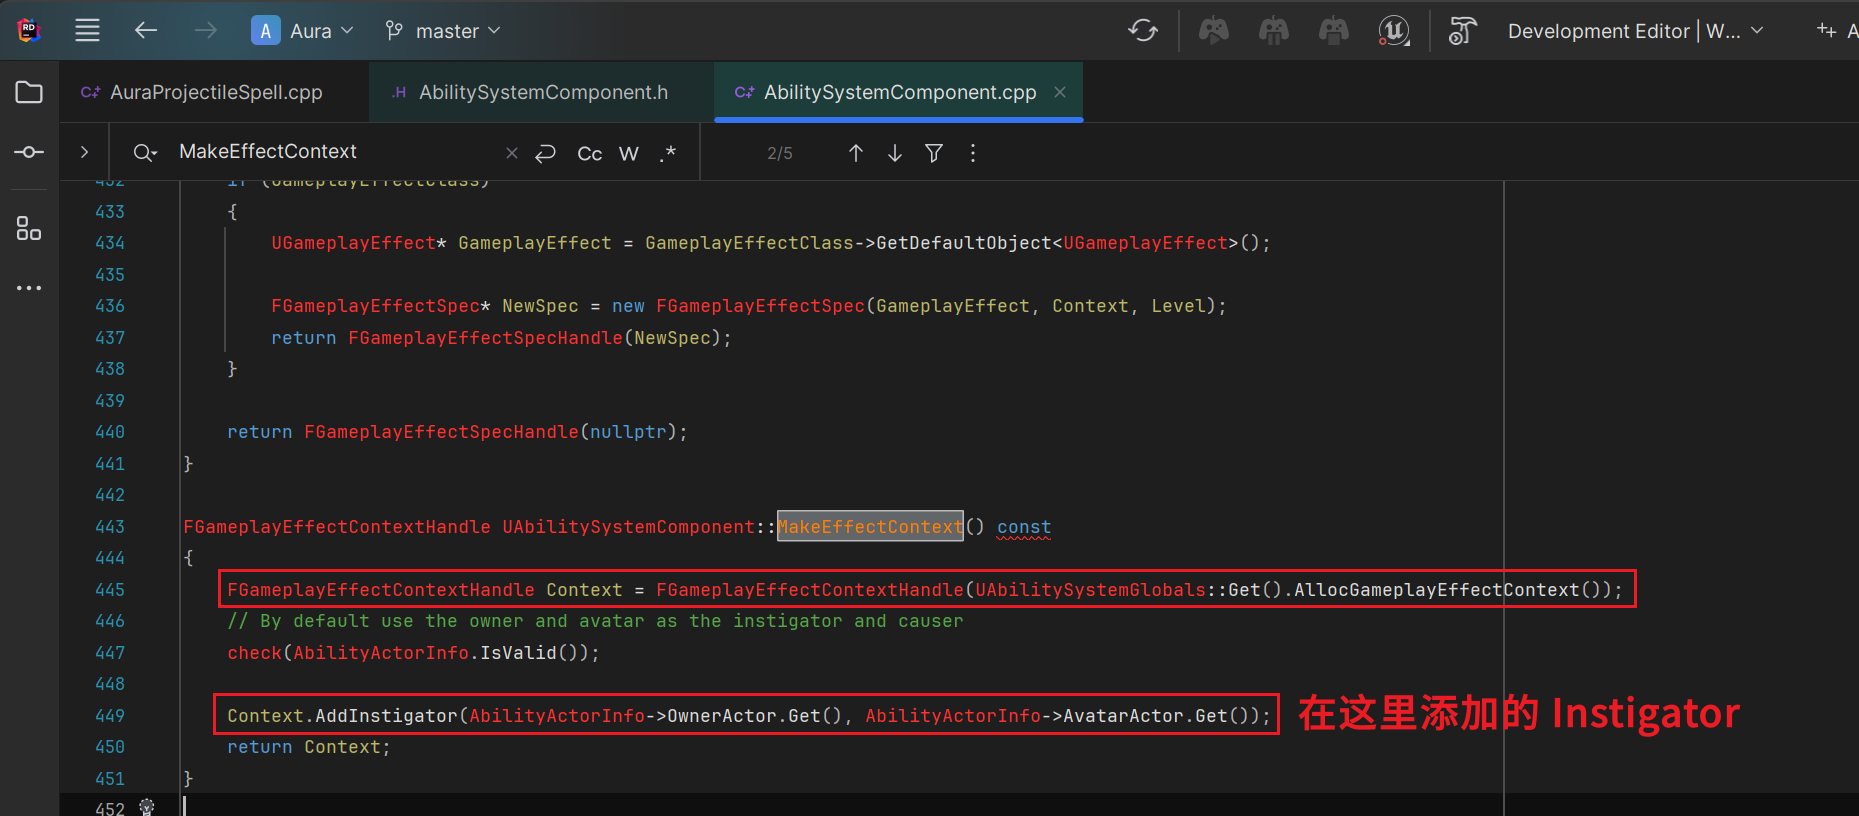 RD
A Aura master Development Editor | W... A
AuraProjectileSpell.cpp .H AbilitySystemComponent.h AbilitySystemComponent.cpp
MakeEffectContext Cc W .* 2/5
432 if (GameplayEffectClass)
433 {
434 UGameplayEffect* GameplayEffect = GameplayEffectClass->GetDefaultObject<UGameplayEffect>();
435
436 FGameplayEffectSpec* NewSpec = new FGameplayEffectSpec(GameplayEffect, Context, Level);
437 return FGameplayEffectSpecHandle(NewSpec);
438 }
439
440 return FGameplayEffectSpecHandle(nullptr);
441 }
442
443 FGameplayEffectContextHandle UAbilitySystemComponent::MakeEffectContext() const
444 {
445 FGameplayEffectContextHandle Context = FGameplayEffectContextHandle(UAbilitySystemGlobals::Get().AllocGameplayEffectContext());
446 // By default use the owner and avatar as the instigator and causer
447 check(AbilityActorInfo.IsValid());
448
449 Context.AddInstigator(AbilityActorInfo->OwnerActor.Get(), AbilityActorInfo->AvatarActor.Get()); 在这里添加的 Instigator
450 return Context;
451 }
452